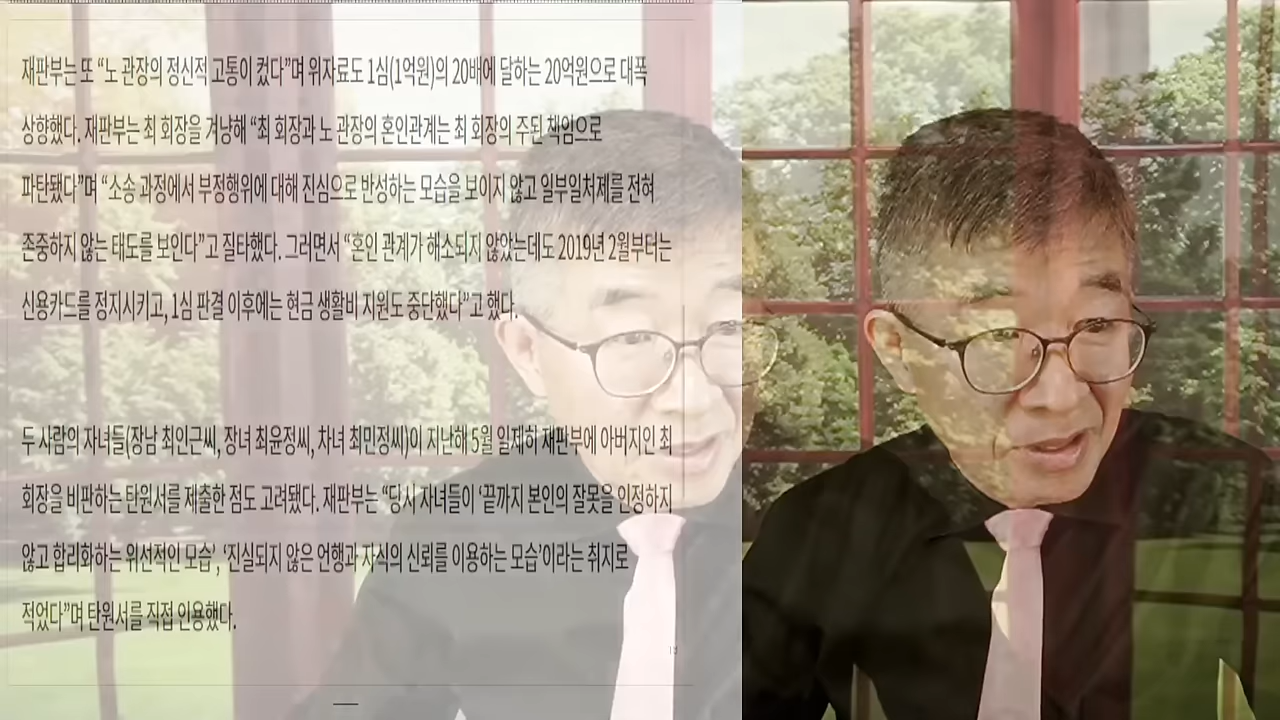 재판부는 또 “노 관장의 정신적 고통이 컸다”며 위자료도 1심(1억원)의 20배에 달하는 20억원으로 대폭
상향했다. 재판부는 최 회장을 겨냥해 “최 회장과 노 관장의 혼인관계는 최 회장의 주된 책임으로
파탄됐다”며 “소송 과정에서 부정행위에 대해 진심으로 반성하는 모습을 보이지 않고 일부일처제를 전혀
존중하지 않는 태도를 보인다”고 질타했다. 그러면서 “혼인 관계가 해소되지 않았는데도 2019년 2월부터는
신용카드를 정지시키고, 1심 판결 이후에는 현금 생활비 지원도 중단했다”고 했다.
두 사람의 자녀들(장남 최인근씨, 장녀 최윤정씨, 차녀 최민정씨)이 지난해 5월 일제히 재판부에 아버지인 최
회장을 비판하는 탄원서를 제출한 점도 고려됐다. 재판부는 “당시 자녀들이 ‘끝까지 본인의 잘못을 인정하지
않고 합리화하는 위선적인 모습’, ‘진실되지 않은 언행과 자식의 신뢰를 이용하는 모습’이라는 취지로
적었다”며 탄원서를 직접 인용했다.